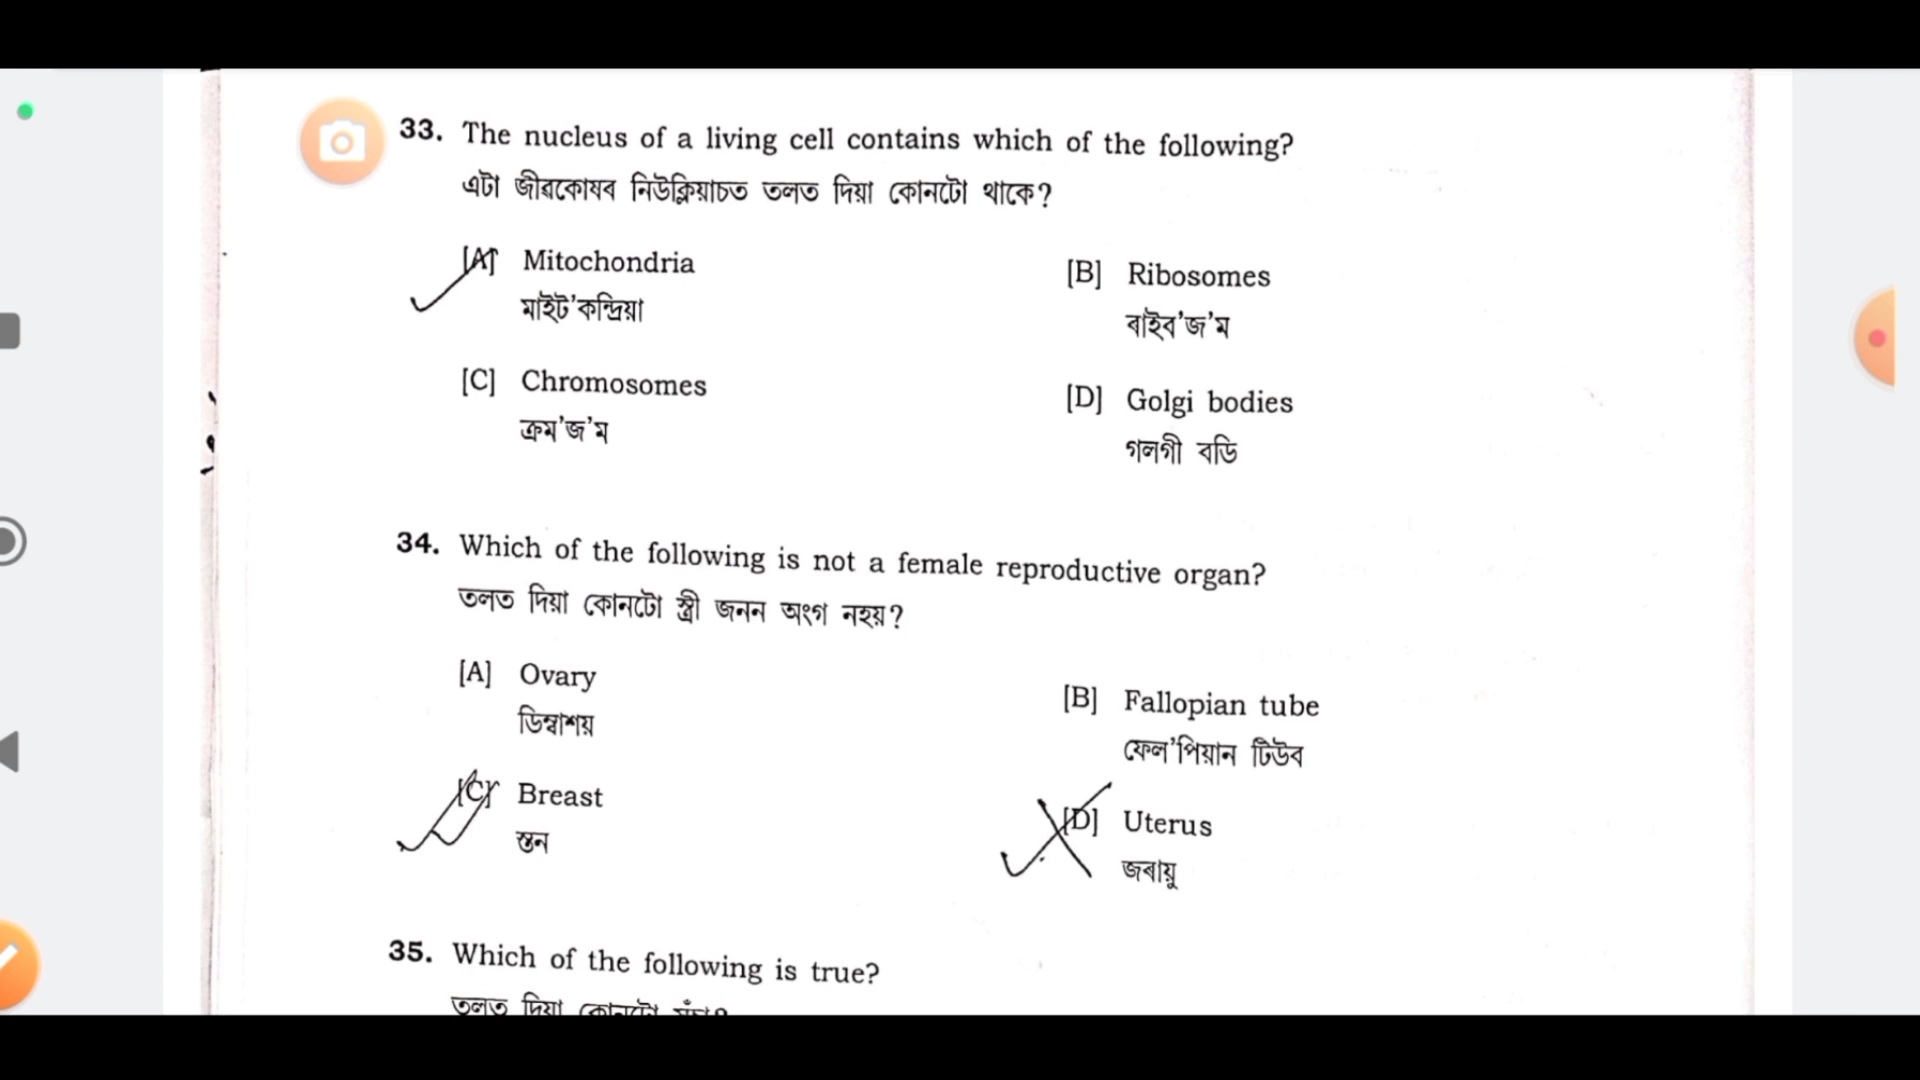 33. The nucleus of a living cell contains which of the following?
এটা জীৱকোষৰ নিউক্লিয়াচত তলত দিয়া কোনটো থাকে?
[A] Mitochondria
মাইট'কন্দ্ৰিয়া
[B] Ribosomes
ৰাইব'জ'ম
[C] Chromosomes
ক্ৰম'জ'ম
[D] Golgi bodies
গলগী বডি
34. Which of the following is not a female reproductive organ?
তলত দিয়া কোনটো স্ত্ৰী জনন অংগ নহয়?
[A] Ovary
ডিম্বাশয়
[B] Fallopian tube
ফেল'পিয়ান টিউব
[C] Breast
স্তন
[D] Uterus
জৰায়ু
35. Which of the following is true?
তলত দিয়া কোনটো সঁচা?